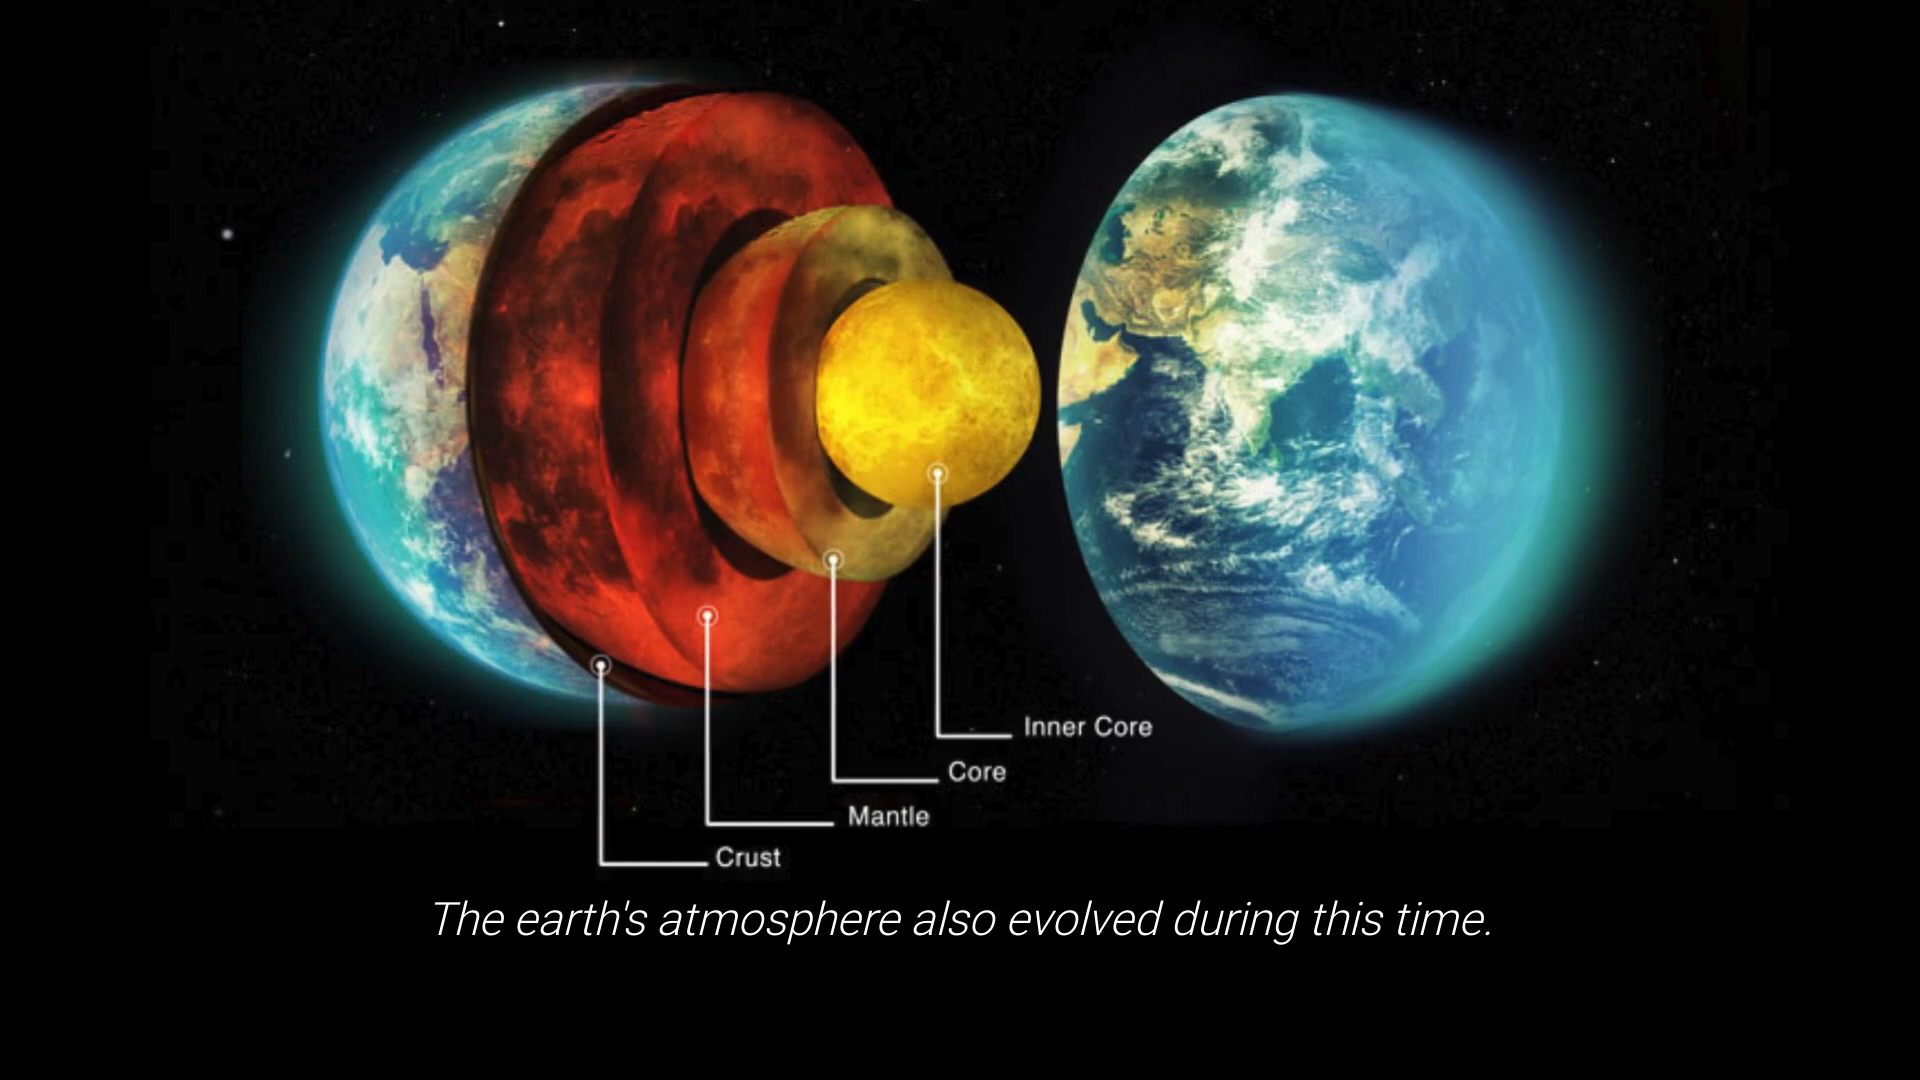 Inner Core
Core
Mantle
Crust
The earth's atmosphere also evolved during this time.